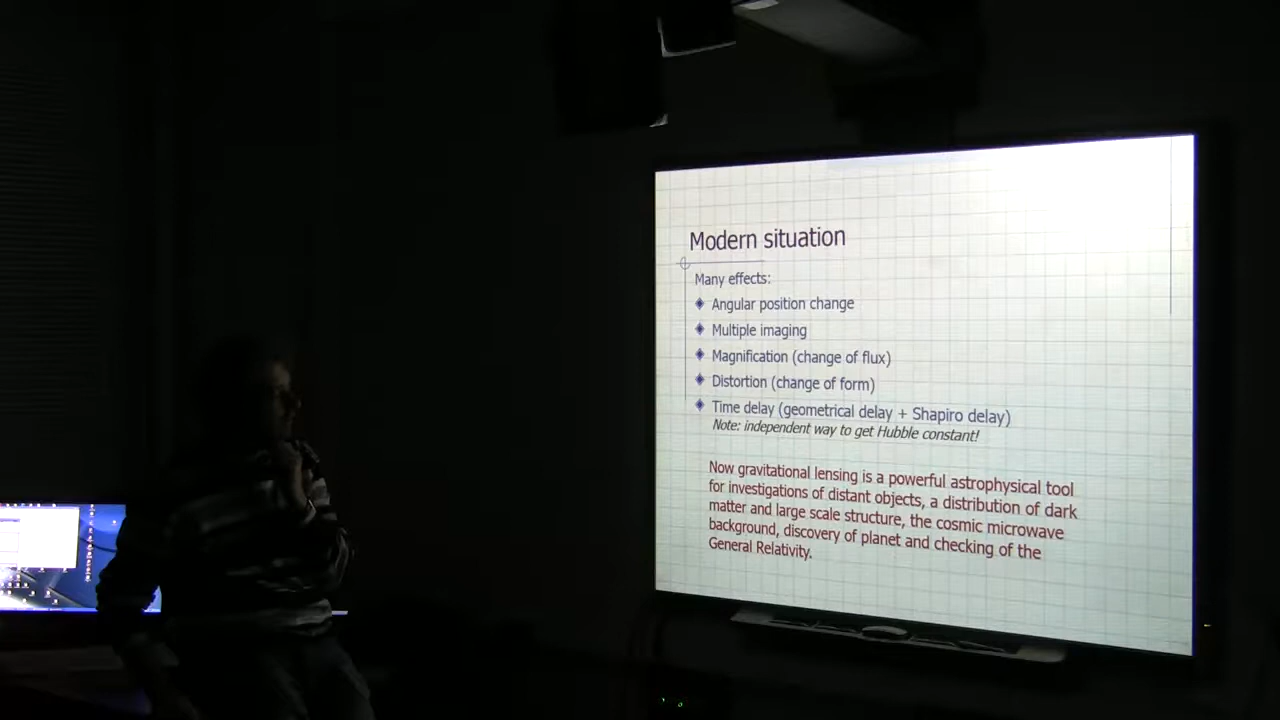 Modern situation
Many effects:
Angular position change
Multiple imaging
Magnification (change of flux)
Distortion (change of form)
Time delay (geometrical delay + Shapiro delay)
Note: independent way to get Hubble constant!
Now gravitational lensing is a powerful astrophysical tool
for investigations of distant objects, a distribution of dark
matter and large scale structure, the cosmic microwave
background, discovery of planet and checking of the
General Relativity.